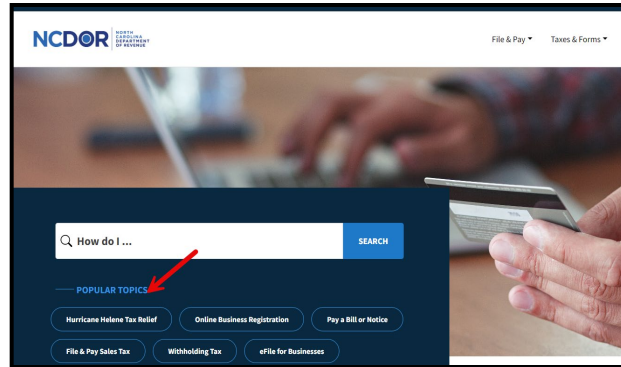 NCDOR
NORTH
CAROLINA
DEPARTMENT
OF REVENUE
File & Pay
Taxes & Forms
How do I ...
SEARCH
POPULAR TOPICS
Hurricane Helene Tax Relief
Online Business Registration
Pay a Bill or Notice
File & Pay Sales Tax
Withholding Tax
eFile for Businesses